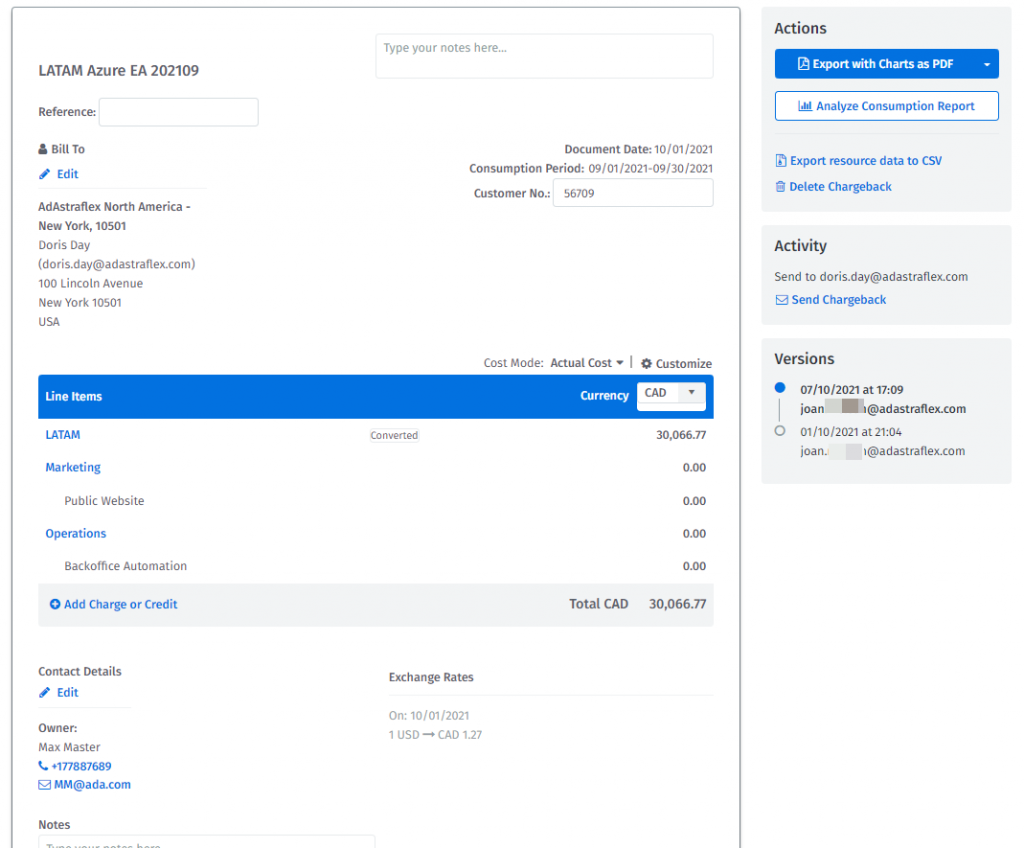 Type your notes here...
LATAM Azure EA 202109
Reference:
Bill To
Edit
Document Date: 10/01/2021
Consumption Period: 09/01/2021-09/30/2021
Customer No.: 56709
AdAstraflex North America -
New York, 10501
Doris Day
(doris.day@adastraflex.com)
100 Lincoln Avenue
New York 10501
USA
Cost Mode: Actual Cost | Customize
Line Items Currency CAD
LATAM Converted 30,066.77
Marketing 0.00
Public Website 0.00
Operations 0.00
Backoffice Automation 0.00
Add Charge or Credit Total CAD 30,066.77
Contact Details
Edit
Owner:
Max Master
+177887689
MM@ada.com
Exchange Rates
On: 10/01/2021
1 USD → CAD 1.27
Notes
Type your notes here...
Actions
Export with Charts as PDF
Analyze Consumption Report
Export resource data to CSV
Delete Chargeback
Activity
Send to doris.day@adastraflex.com
Send Chargeback
Versions
07/10/2021 at 17:09
joan @adastraflex.com
01/10/2021 at 21:04
joan. @adastraflex.com